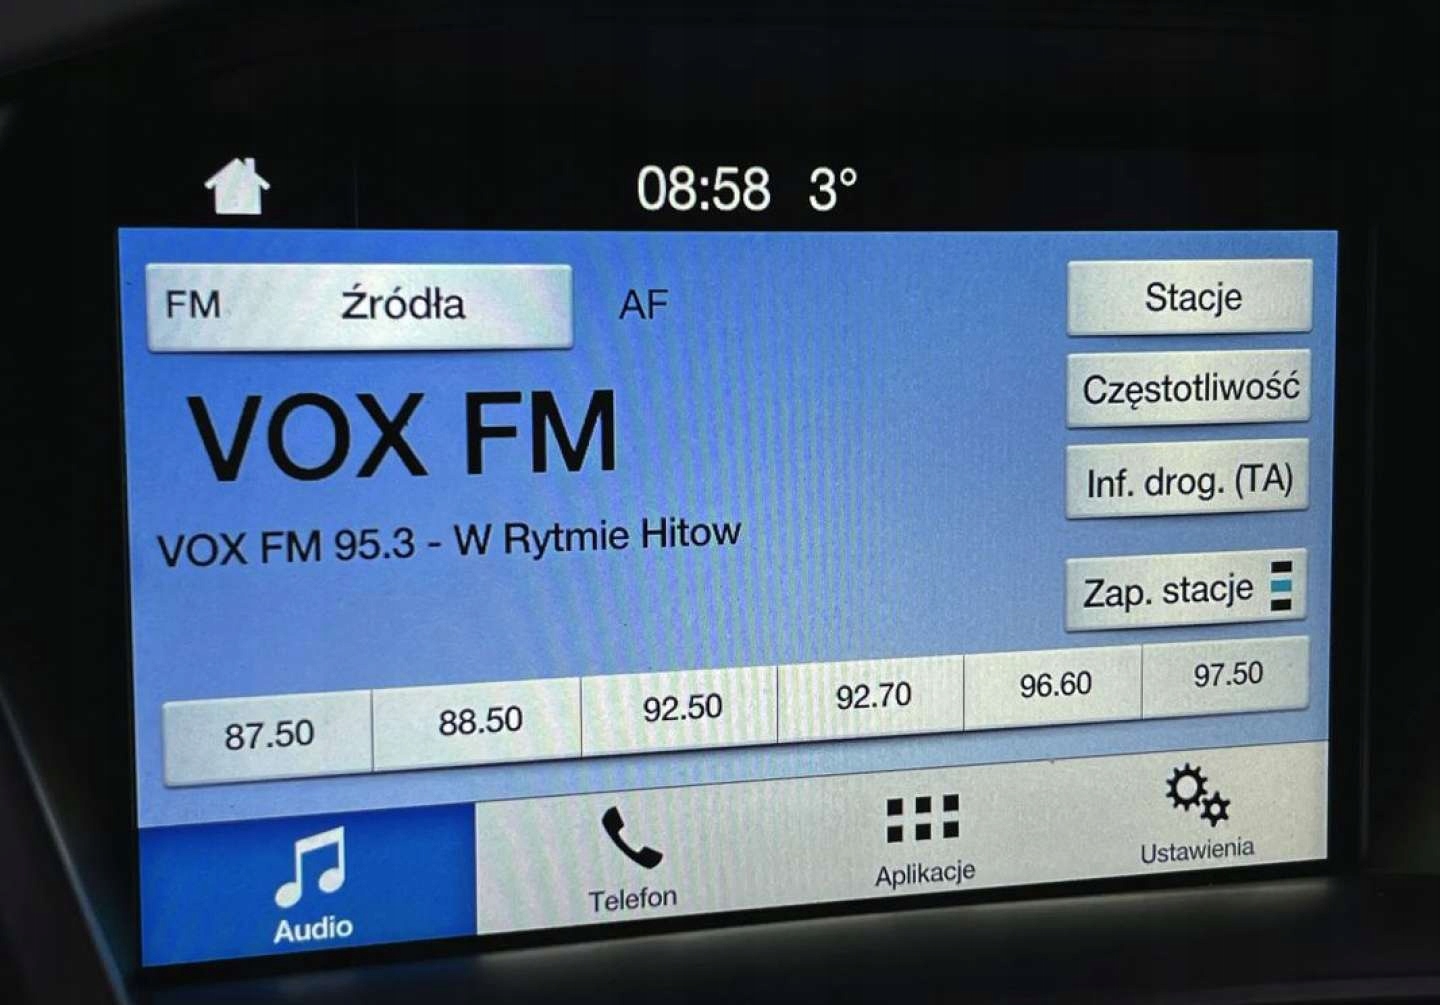 08:58 3°
FM Źródła AF
Stacje
VOX FM
Częstotliwość
Inf. drog. (TA)
VOX FM 95.3 - W Rytmie Hitow
Zap. stacje
87.50 88.50 92.50 92.70 96.60 97.50
Audio Telefon Aplikacje Ustawienia